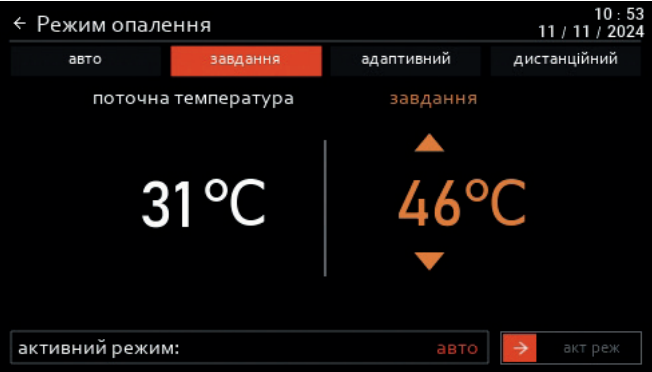 ← Режим опалення
10 : 53
11 / 11 / 2024
авто завдання адаптивний дистанційний
поточна температура завдання
31°C 46°C
активний режим: авто → акт реж